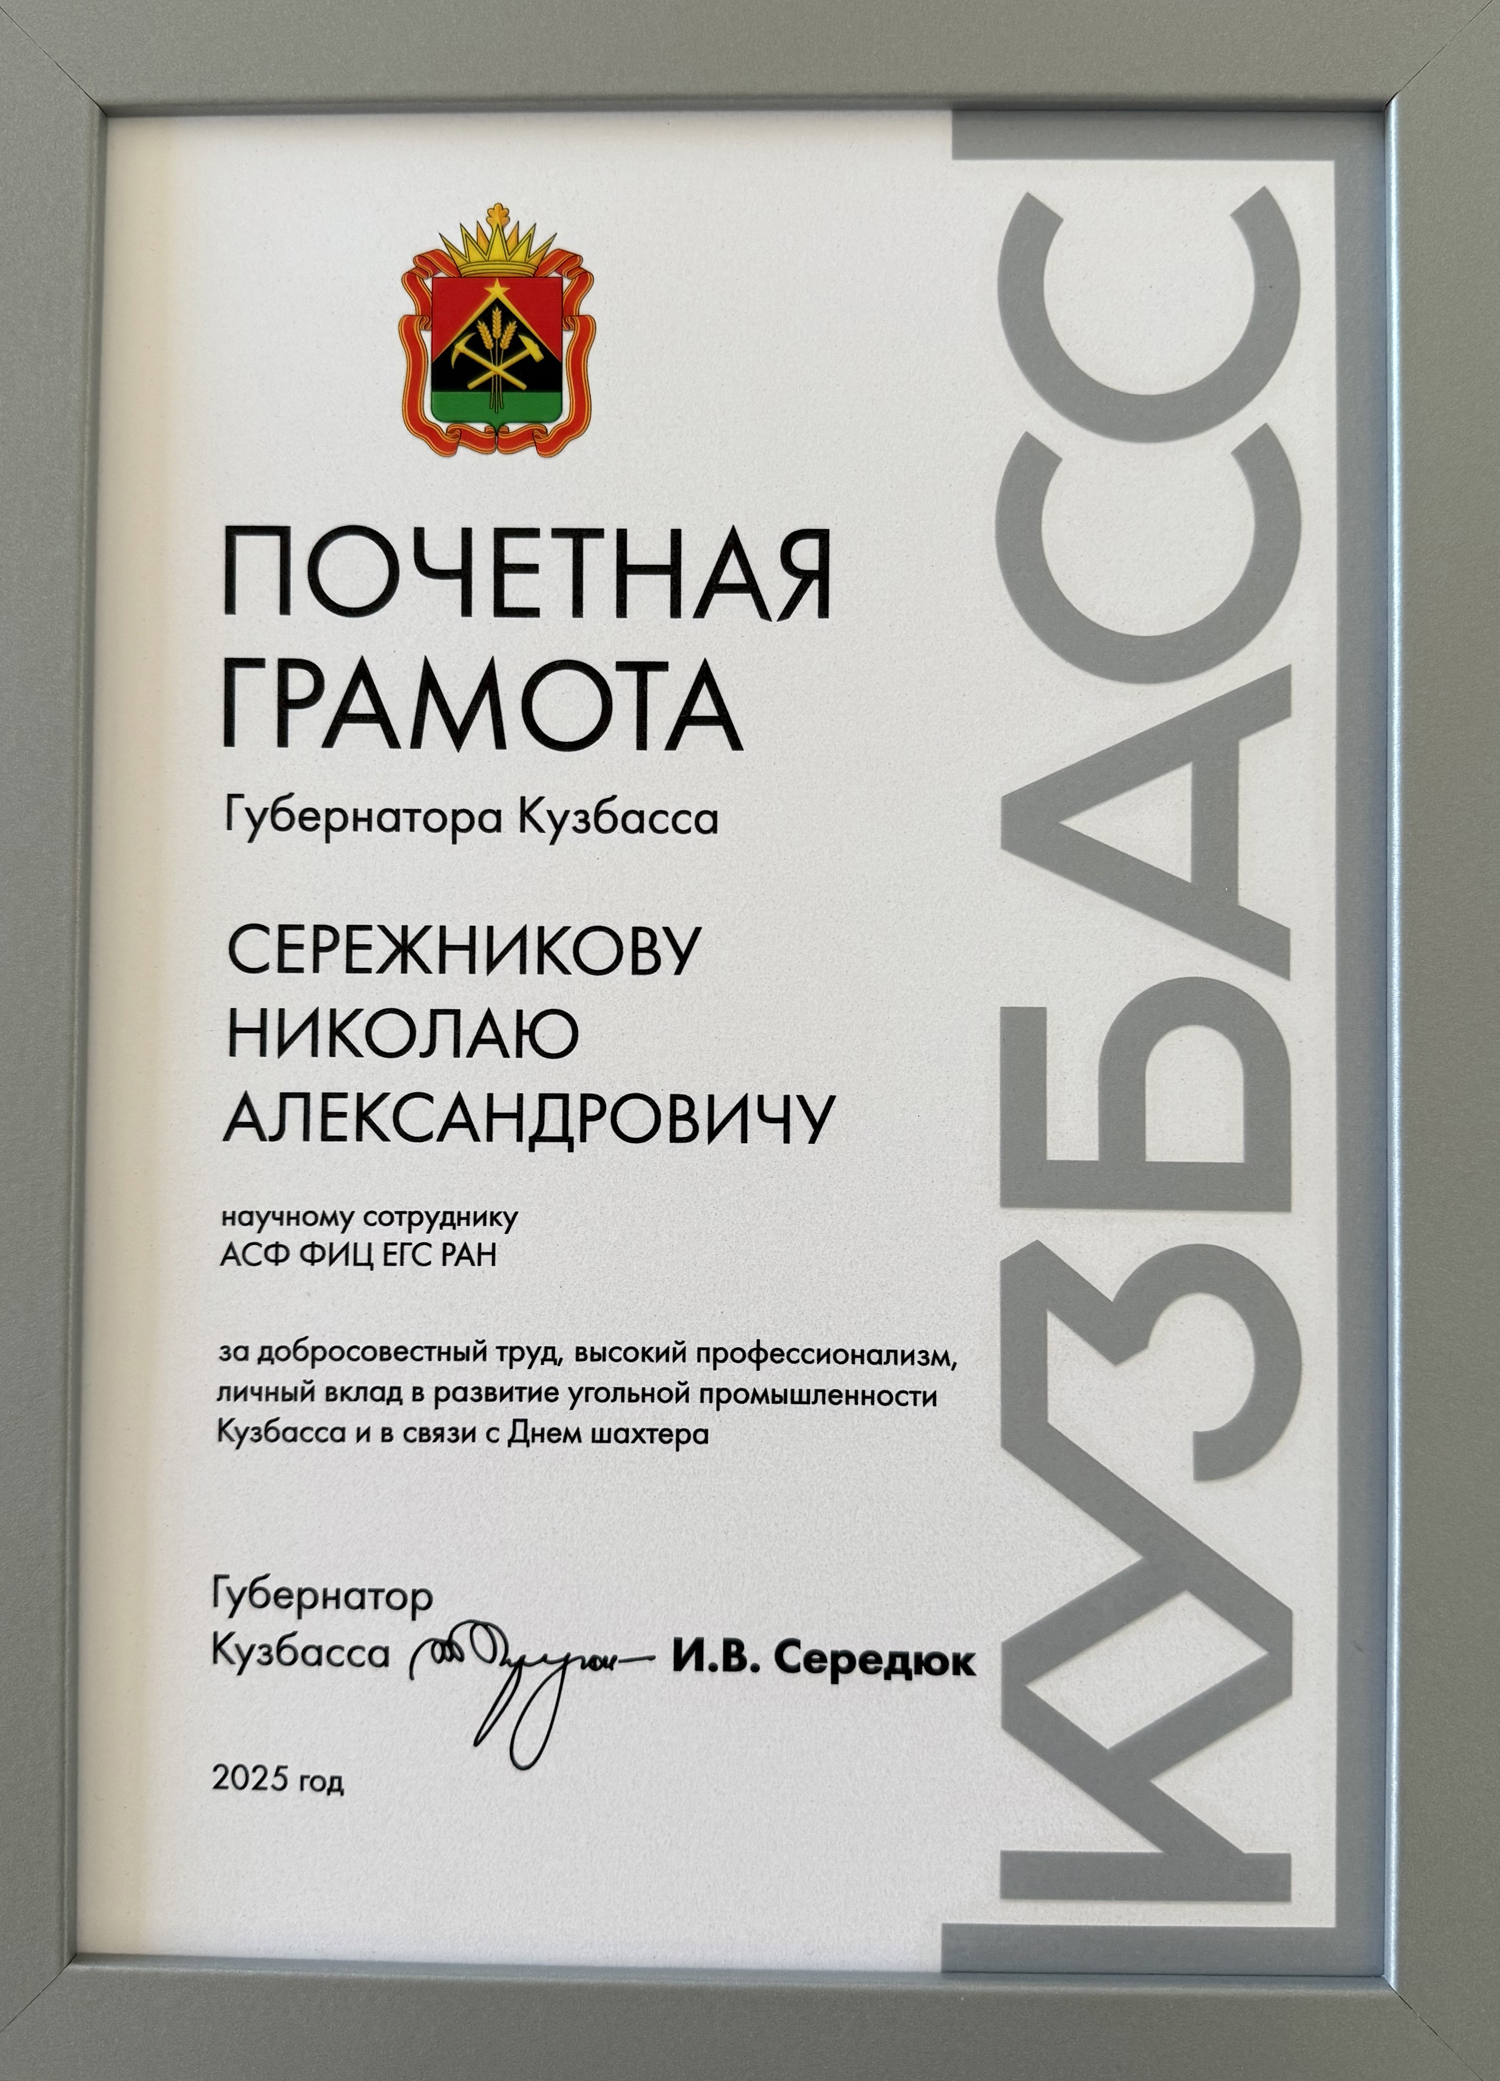 ПОЧЕТНАЯ
ГРАМОТА
Губернатора Кузбасса
СЕРЕЖНИКОВУ
НИКОЛАЮ
АЛЕКСАНДРОВИЧУ
научному сотруднику
АСФ ФИЦ ЕГС РАН
за добросовестный труд, высокий профессионализм,
личный вклад в развитие угольной промышленности
Кузбасса и в связи с Днем шахтера
Губернатор
Кузбасса И.В. Середюк
2025 год
КУЗБАСС